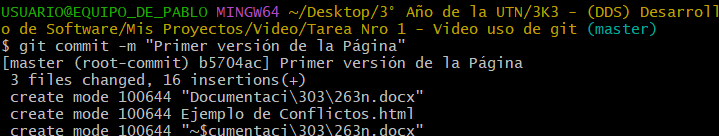 USUARIO@EQUIPO_DE_PABLO MINGW64 ~/Desktop/3° Año de la UTN/3K3 - (DDS) Desarroll
o de Software/Mis Proyectos/Video/Tarea Nro 1 - Video uso de git (master)
$ git commit -m "Primer versión de la Página"
[master (root-commit) b5704ac] Primer versión de la Página
 3 files changed, 16 insertions(+)
 create mode 100644 "Documentaci\303\263n.docx"
 create mode 100644 Ejemplo de Conflictos.html
 create mode 100644 "~$cumentaci\303\263n.docx"